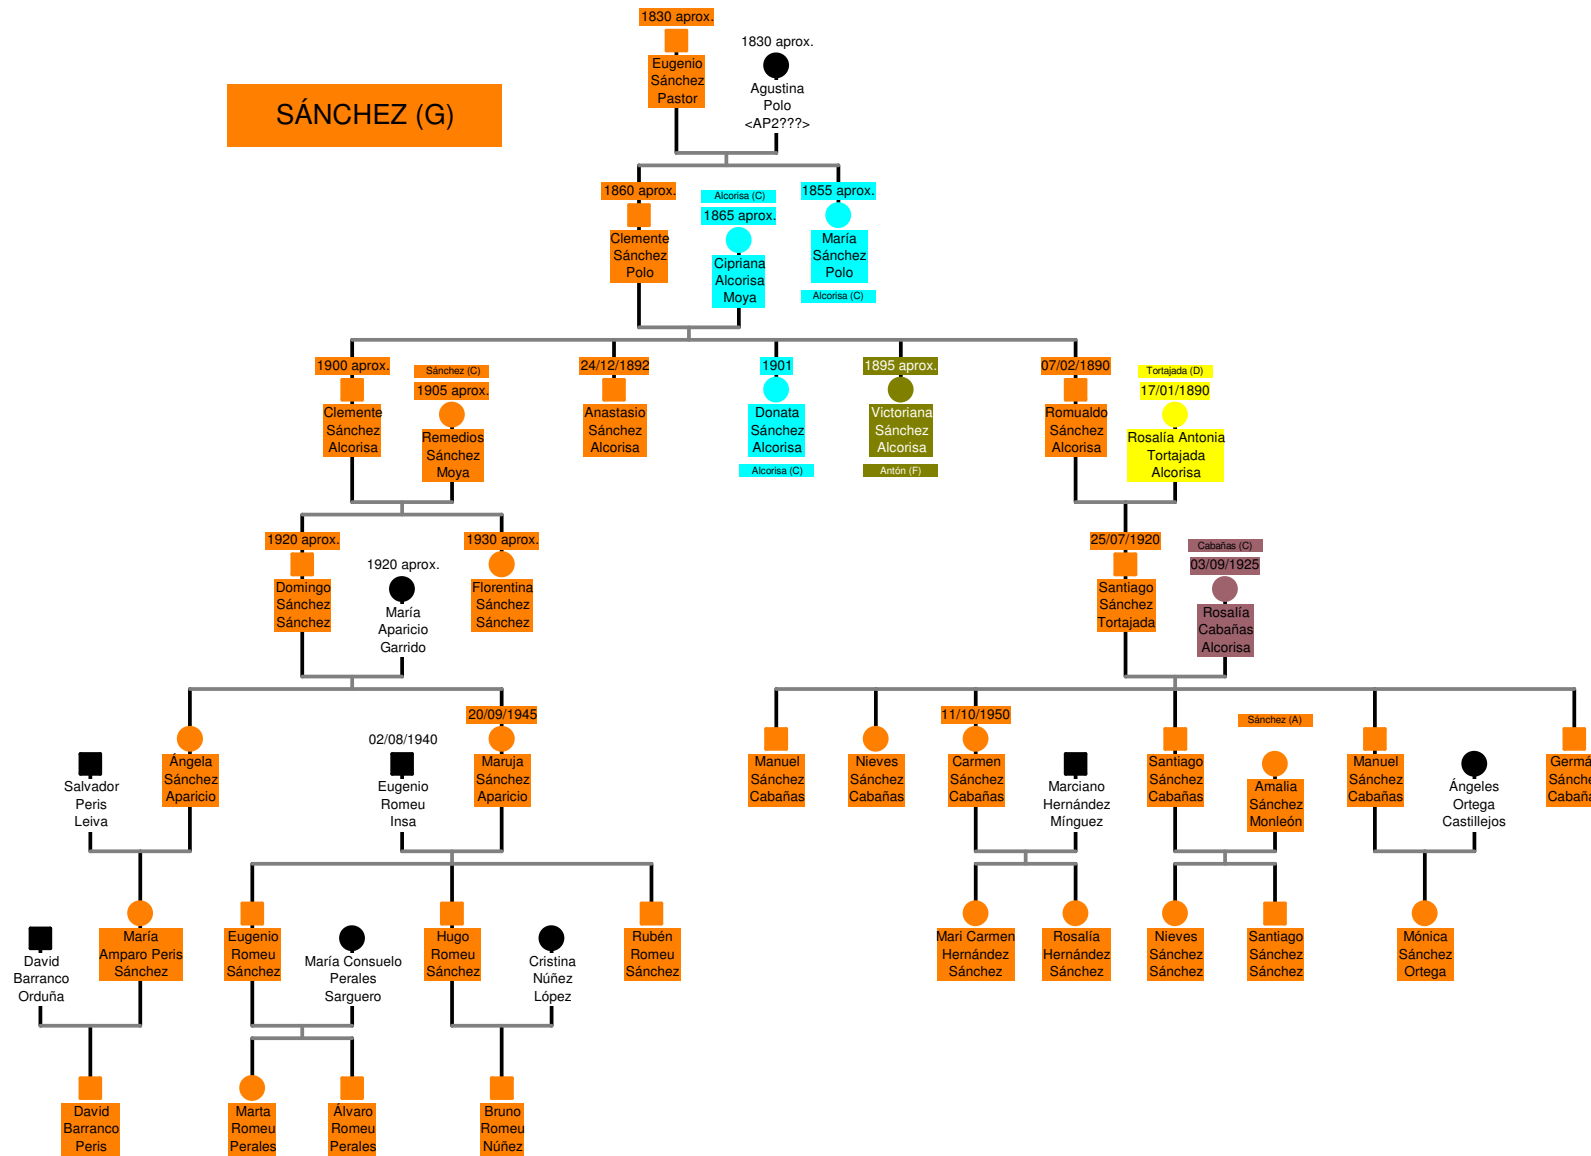 1830 aprox.
Eugenio
Sánchez
Pastor
1830 aprox.
Agustina
Polo
<AP2???>
SÁNCHEZ (G)
1860 aprox.
Clemente
Sánchez
Polo
Alcorisa (C)
1865 aprox.
Cipriana
Alcorisa
Moya
1855 aprox.
María
Sánchez
Polo
Alcorisa (C)
1900 aprox.
Clemente
Sánchez
Alcorisa
Sánchez (C)
1905 aprox.
Remedios
Sánchez
Moya
24/12/1892
Anastasio
Sánchez
Alcorisa
1901
Donata
Sánchez
Alcorisa
Alcorisa (C)
1895 aprox.
Victoriana
Sánchez
Alcorisa
Antón (F)
07/02/1890
Romualdo
Sánchez
Alcorisa
Tortajada (D)
17/01/1890
Rosalía Antonia
Tortajada
Alcorisa
1920 aprox.
Domingo
Sánchez
Sánchez
1920 aprox.
María
Aparicio
Garrido
1930 aprox.
Florentina
Sánchez
Sánchez
25/07/1920
Santiago
Sánchez
Tortajada
Cabañas (C)
03/09/1925
Rosalía
Cabañas
Alcorisa
Salvador
Peris
Leiva
Ángela
Sánchez
Aparicio
02/08/1940
Eugenio
Romeu
Insa
20/09/1945
Maruja
Sánchez
Aparicio
Manuel
Sánchez
Cabañas
Nieves
Sánchez
Cabañas
11/10/1950
Carmen
Sánchez
Cabañas
Marciano
Hernández
Mínguez
Santiago
Sánchez
Cabañas
Sánchez (A)
Amalia
Sánchez
Monleón
Manuel
Sánchez
Cabañas
Ángeles
Ortega
Castillejos
Germá
Sánch
Cabaña
David
Barranco
Orduña
María
Amparo Peris
Sánchez
Eugenio
Romeu
Sánchez
María Consuelo
Perales
Sarguero
Hugo
Romeu
Sánchez
Cristina
Núñez
López
Rubén
Romeu
Sánchez
Mari Carmen
Hernández
Sánchez
Rosalía
Hernández
Sánchez
Nieves
Sánchez
Sánchez
Santiago
Sánchez
Sánchez
Mónica
Sánchez
Ortega
David
Barranco
Peris
Marta
Romeu
Perales
Álvaro
Romeu
Perales
Bruno
Romeu
Núñez